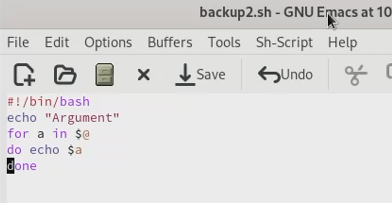 backup2.sh - GNU Emacs at 10
File Edit Options Buffers Tools Sh-Script Help
Save Undo
#!/bin/bash
echo "Argument"
for a in $@
do echo $a
done